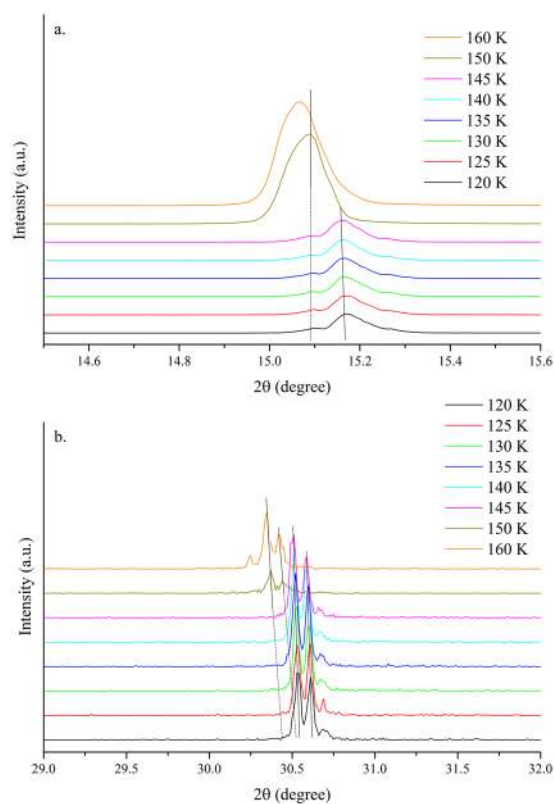 a.
160 K
150 K
145 K
140 K
135 K
130 K
125 K
120 K
Intensity (a.u.)
14.6 14.8 15.0 15.2 15.4 15.6
2θ (degree)
b.
120 K
125 K
130 K
135 K
140 K
145 K
150 K
160 K
Intensity (a.u.)
29.0 29.5 30.0 30.5 31.0 31.5 32.0
2θ (degree)